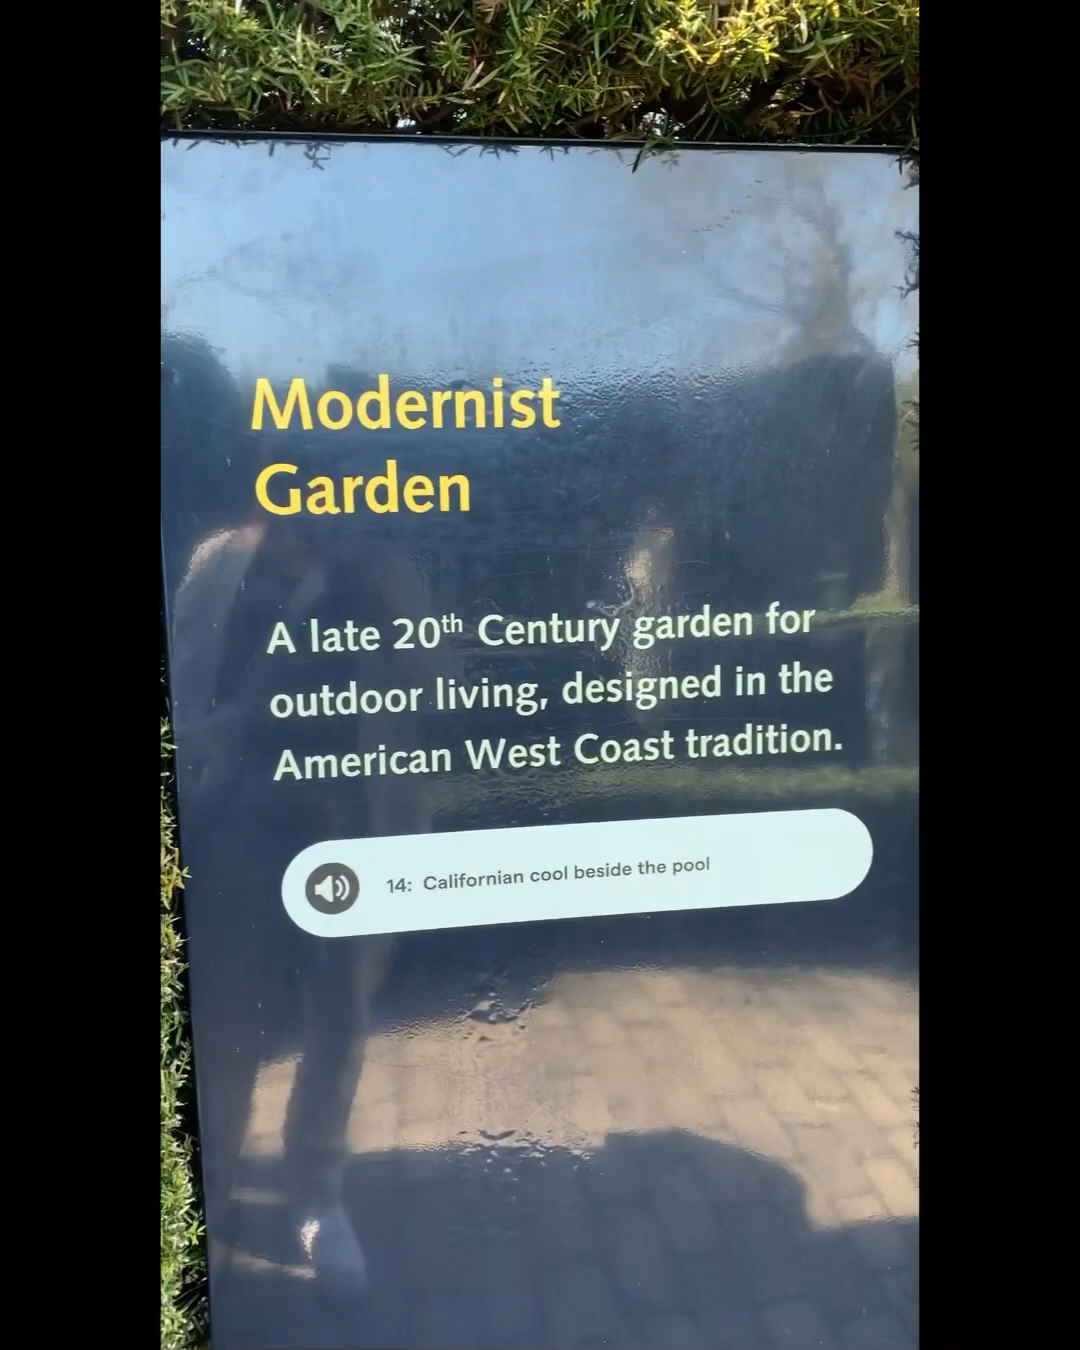 Modernist
Garden
A late 20th Century garden for
outdoor living, designed in the
American West Coast tradition.
14: Californian cool beside the pool